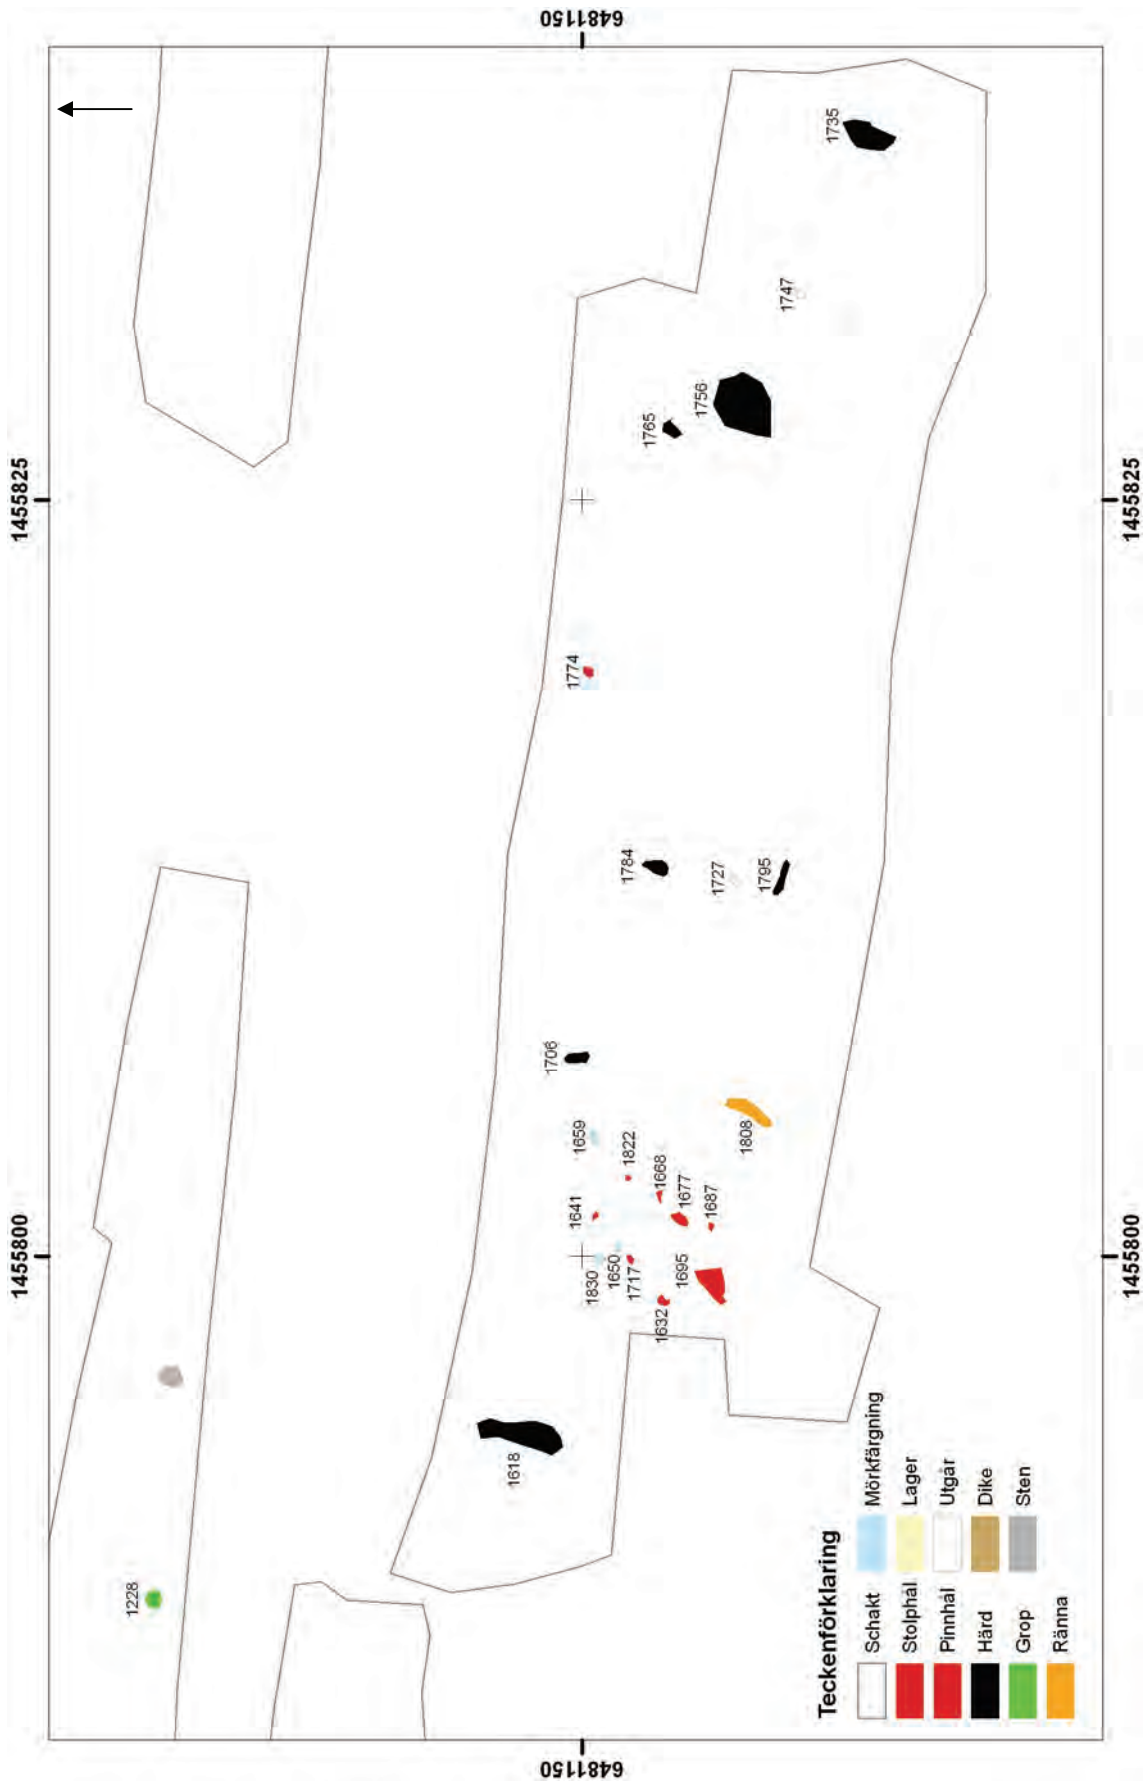 6481150
1455825
1455825
1455800
1455800
6481150
1735
1747
1756
1765
1774
1784
1727
1795
1706
1659
1808
1822
1668
1641
1677
1687
1830
1650
1717
1695
1632
1618
1228
Teckenförklaring
Schakt
Stolphål
Pinnhål
Härd
Grop
Ränna
Mörkfärgning
Lager
Utgår
Dike
Sten